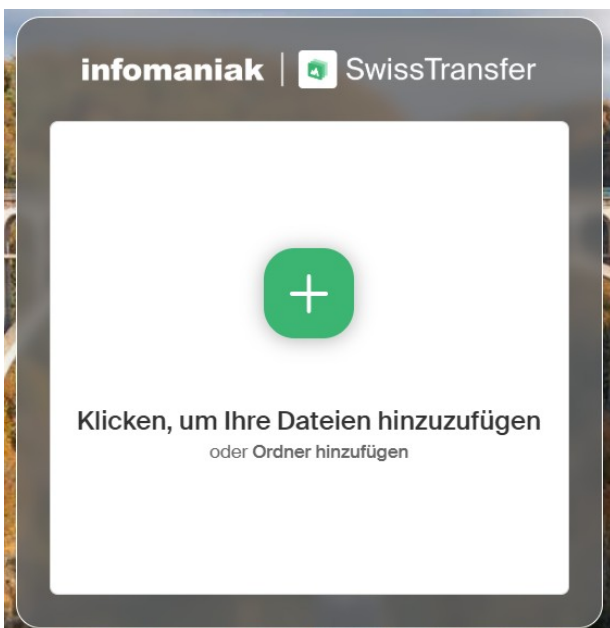 infomaniak | SwissTransfer
Klicken, um Ihre Dateien hinzuzufügen
oder Ordner hinzufügen